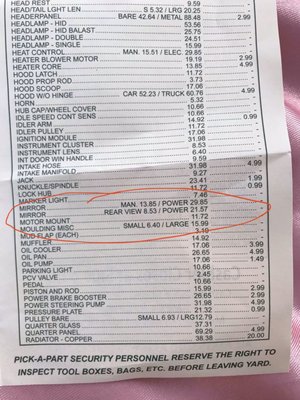 HEAD REST 9.59
HEADTAIL LGHT LEN S 5.32 / LRG 20.25
HEADERPANEL BARE 42.64 / METAL 88.48 2.99
HEADLAMP - HID 53.56
HEADLAMP - HID BALAST 25.75
HEADLAMP - DOUBLE 24.51
HEADLAMP - SINGLE 15.99
HEATER CONTROL MAN. 15.51 / ELEC. 29.85
HEATER BLOWER MOTOR 19.19 2.99
HEATER CORE 13.85 4.99
HOOD LATCH 11.72
HOOD PROP ROD 3.73
HOOD SCOOP 17.06
HOOD W/O HINGE CAR 52.23 / TRUCK 60.76 4.99
HORN 5.32
HUB CAP/WHEEL COVER 10.66
IDLE SPEED CONT SENS 10.66
IDLER ARM 14.92 0.99
IDLER PULLEY 17.06
IGNITION MODULE 31.98
INSTRUMENT CLUSTER 8.53
INSTRUMENT LENS 6.40
INT DOOR WIN HANDLE 9.59
INTAKE HOSE 31.98 4.99
INTAKE MANIFOLD 9.27
JACK 23.41 1.99
KNUCKLE/SPINDLE 11.72 0.99
LOCK HUB 7.46
MARKER LIGHT
MIRROR MAN. 13.85 / POWER 29.85
MIRROR REAR VIEW 8.53 / POWER 21.57
MOTOR MOUNT 11.72
MOULDING MISC SMALL 6.40 / LARGE 15.99
MUD FLAP (EACH) 3.19
MUFFLER 14.92
OIL COOLER 17.06 3.99
OIL PAN 26.65 4.99
OIL PUMP 17.06 1.49
PARKING LIGHT 10.66
PCV VALVE 2.45
PEDAL 10.66
PISTON AND ROD 15.99 2.99
POWER BRAKE BOOSTER 26.65 2.99
POWER STEERING PUMP 31.98 4.99
PRESSURE PLATE 21.32 0.99
PULLEY BARE SMALL 6.93 / LRG 12.79
QUARTER GLASS 37.31
QUARTER PANEL 69.29 4.99
RADIATOR - COPPER 38.38 20.00
PICK-A-PART SECURITY PERSONNEL RESERVE THE RIGHT TO
INSPECT TOOL BOXES, BAGS, ETC. BEFORE LEAVING YARD.